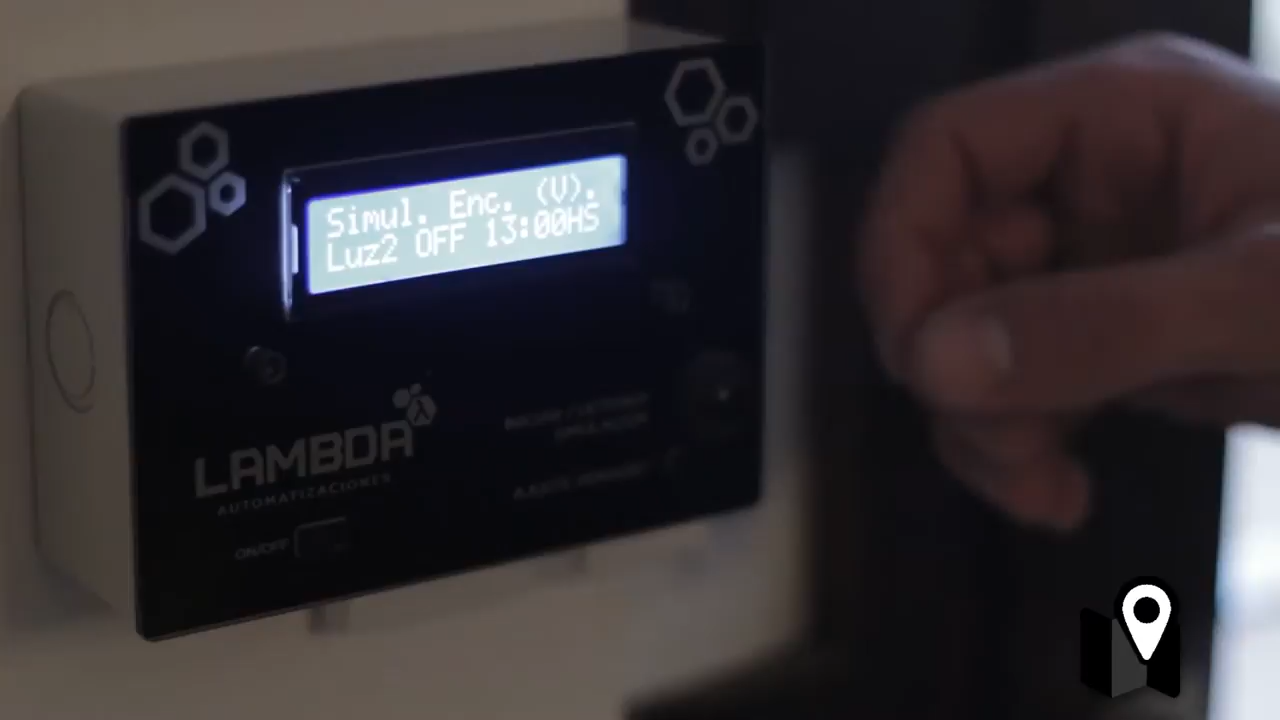 Simul. Enc. (V).
Luz2 OFF 13:00HS
LAMBDA
AUTOMATIZACIONES
ON/OFF